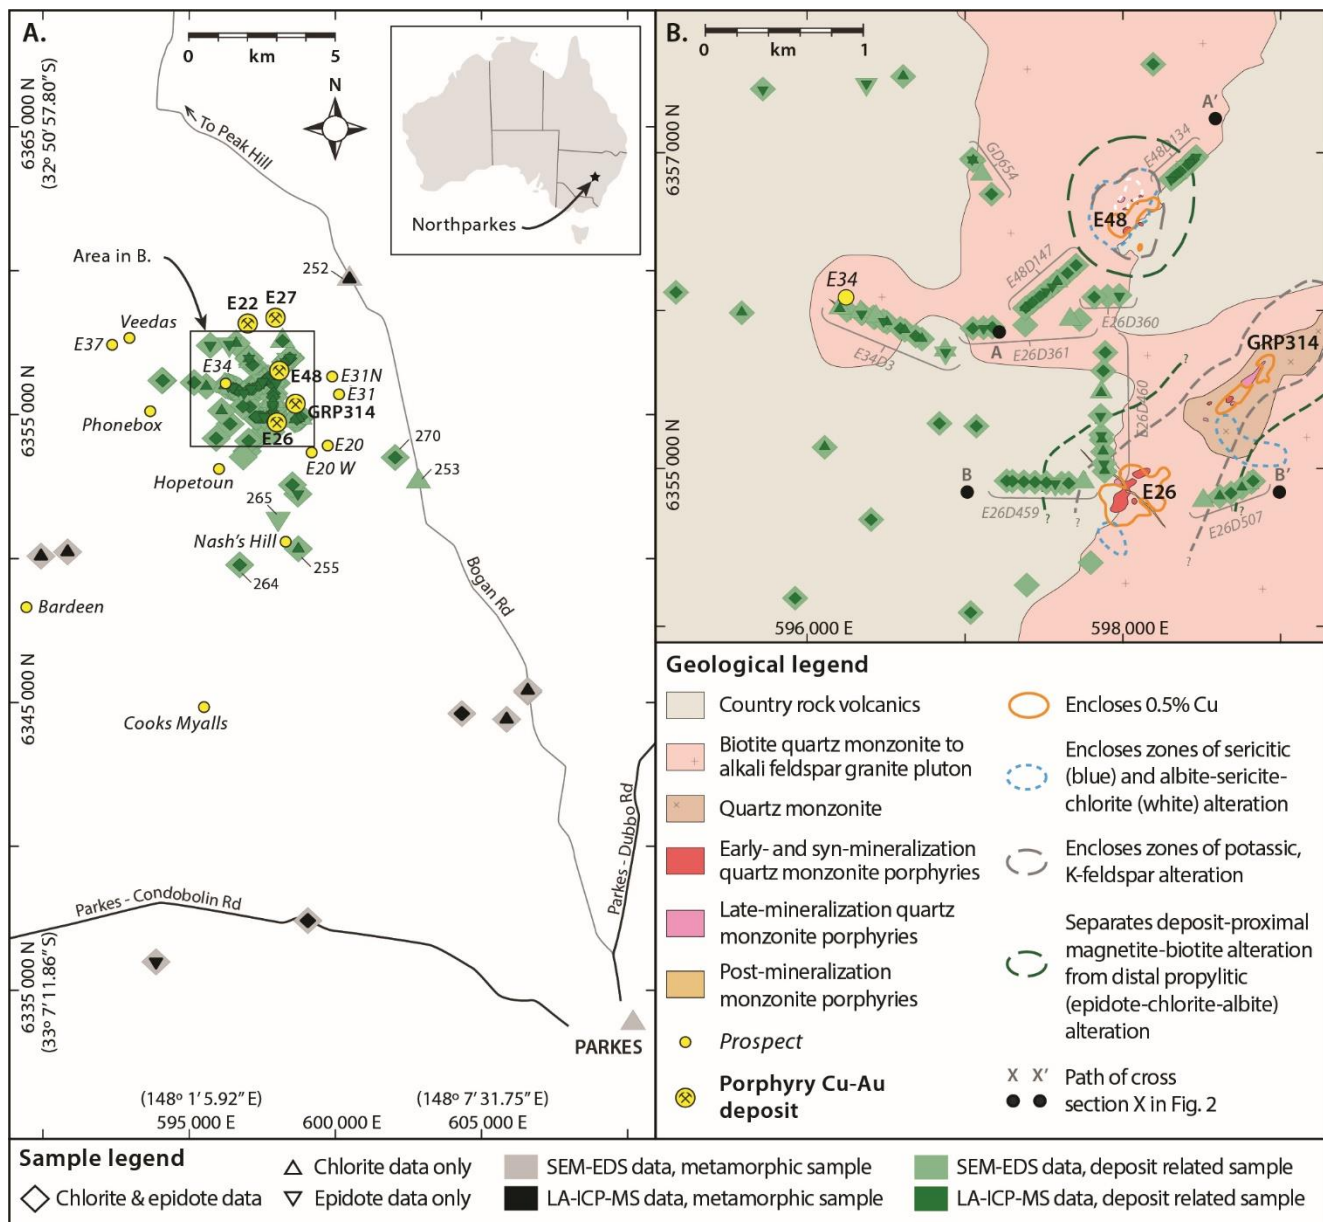 A.
0 km 5
N
6365 000 N
(32º 50' 57.80" S)
To Peak Hill
Northparkes
Area in B.
252
E22
E27
Veedas
E37
E34
E48
E31N
E31
GRP314
Phonebox
E26
E20
E20 W
270
253
Hopetoun
265
Nash's Hill
255
264
6355 000 N
Bardeen
Bogan Rd
6345 000 N
Cooks Myalls
Parkes - Dubbo Rd
Parkes - Condobolin Rd
6335 000 N
(33º 7' 11.86" S)
PARKES
(148º 1' 5.92" E)
(148º 7' 31.75" E)
595 000 E
600 000 E
605 000 E
B.
0 km 1
A'
6357 000 N
GD654
E48D134
E48
E48D147
E34
E26D360
A
E26D361
E34D3
GRP314
?
E26D460
6355 000 N
B
E26
B'
E26D459
?
?
E26D507
?
?
596 000 E
598 000 E
Geological legend
Country rock volcanics
Biotite quartz monzonite to
alkali feldspar granite pluton
Quartz monzonite
Early- and syn-mineralization
quartz monzonite porphyries
Late-mineralization quartz
monzonite porphyries
Post-mineralization
monzonite porphyries
Prospect
Porphyry Cu-Au
deposit
Encloses 0.5% Cu
Encloses zones of sericitic
(blue) and albite-sericite-
chlorite (white) alteration
Encloses zones of potassic,
K-feldspar alteration
Separates deposit-proximal
magnetite-biotite alteration
from distal propylitic
(epidote-chlorite-albite)
alteration
X X' Path of cross
section X in Fig. 2
Sample legend
Chlorite & epidote data
Chlorite data only
Epidote data only
SEM-EDS data, metamorphic sample
LA-ICP-MS data, metamorphic sample
SEM-EDS data, deposit related sample
LA-ICP-MS data, deposit related sample